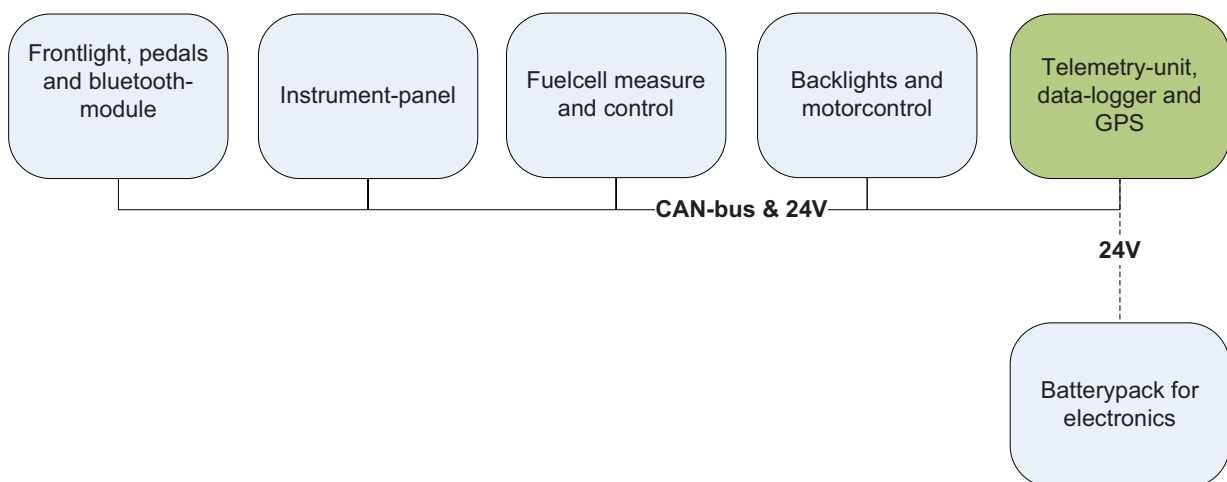 Frontlight, pedals
and bluetooth-
module
Instrument-panel
Fuelcell measure
and control
Backlights and
motorcontrol
Telemetry-unit,
data-logger and
GPS
CAN-bus & 24V
24V
Batterypack for
electronics